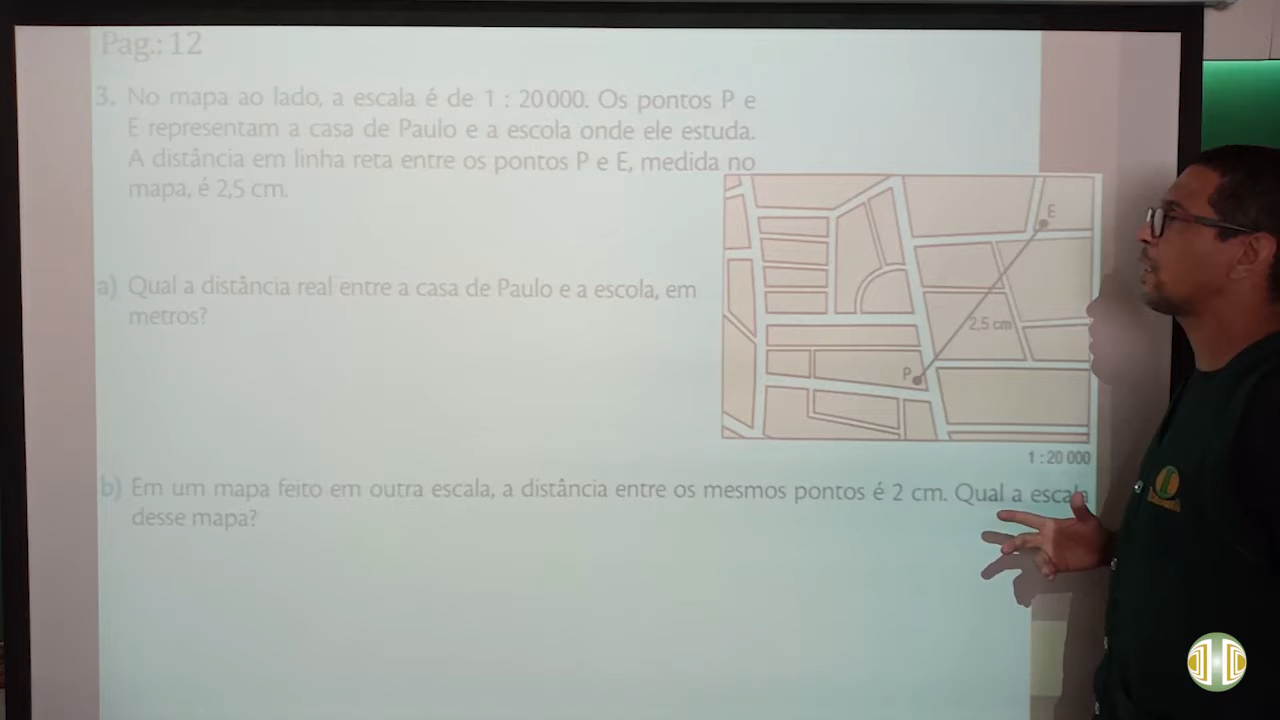 Pag.: 12
3. No mapa ao lado, a escala é de 1 : 20 000. Os pontos P e
E representam a casa de Paulo e a escola onde ele estuda.
A distância em linha reta entre os pontos P e E, medida no
mapa, é 2,5 cm.
E
2,5 cm
P
1 : 20 000
a) Qual a distância real entre a casa de Paulo e a escola, em
metros?
b) Em um mapa feito em outra escala, a distância entre os mesmos pontos é 2 cm. Qual a escala
desse mapa?